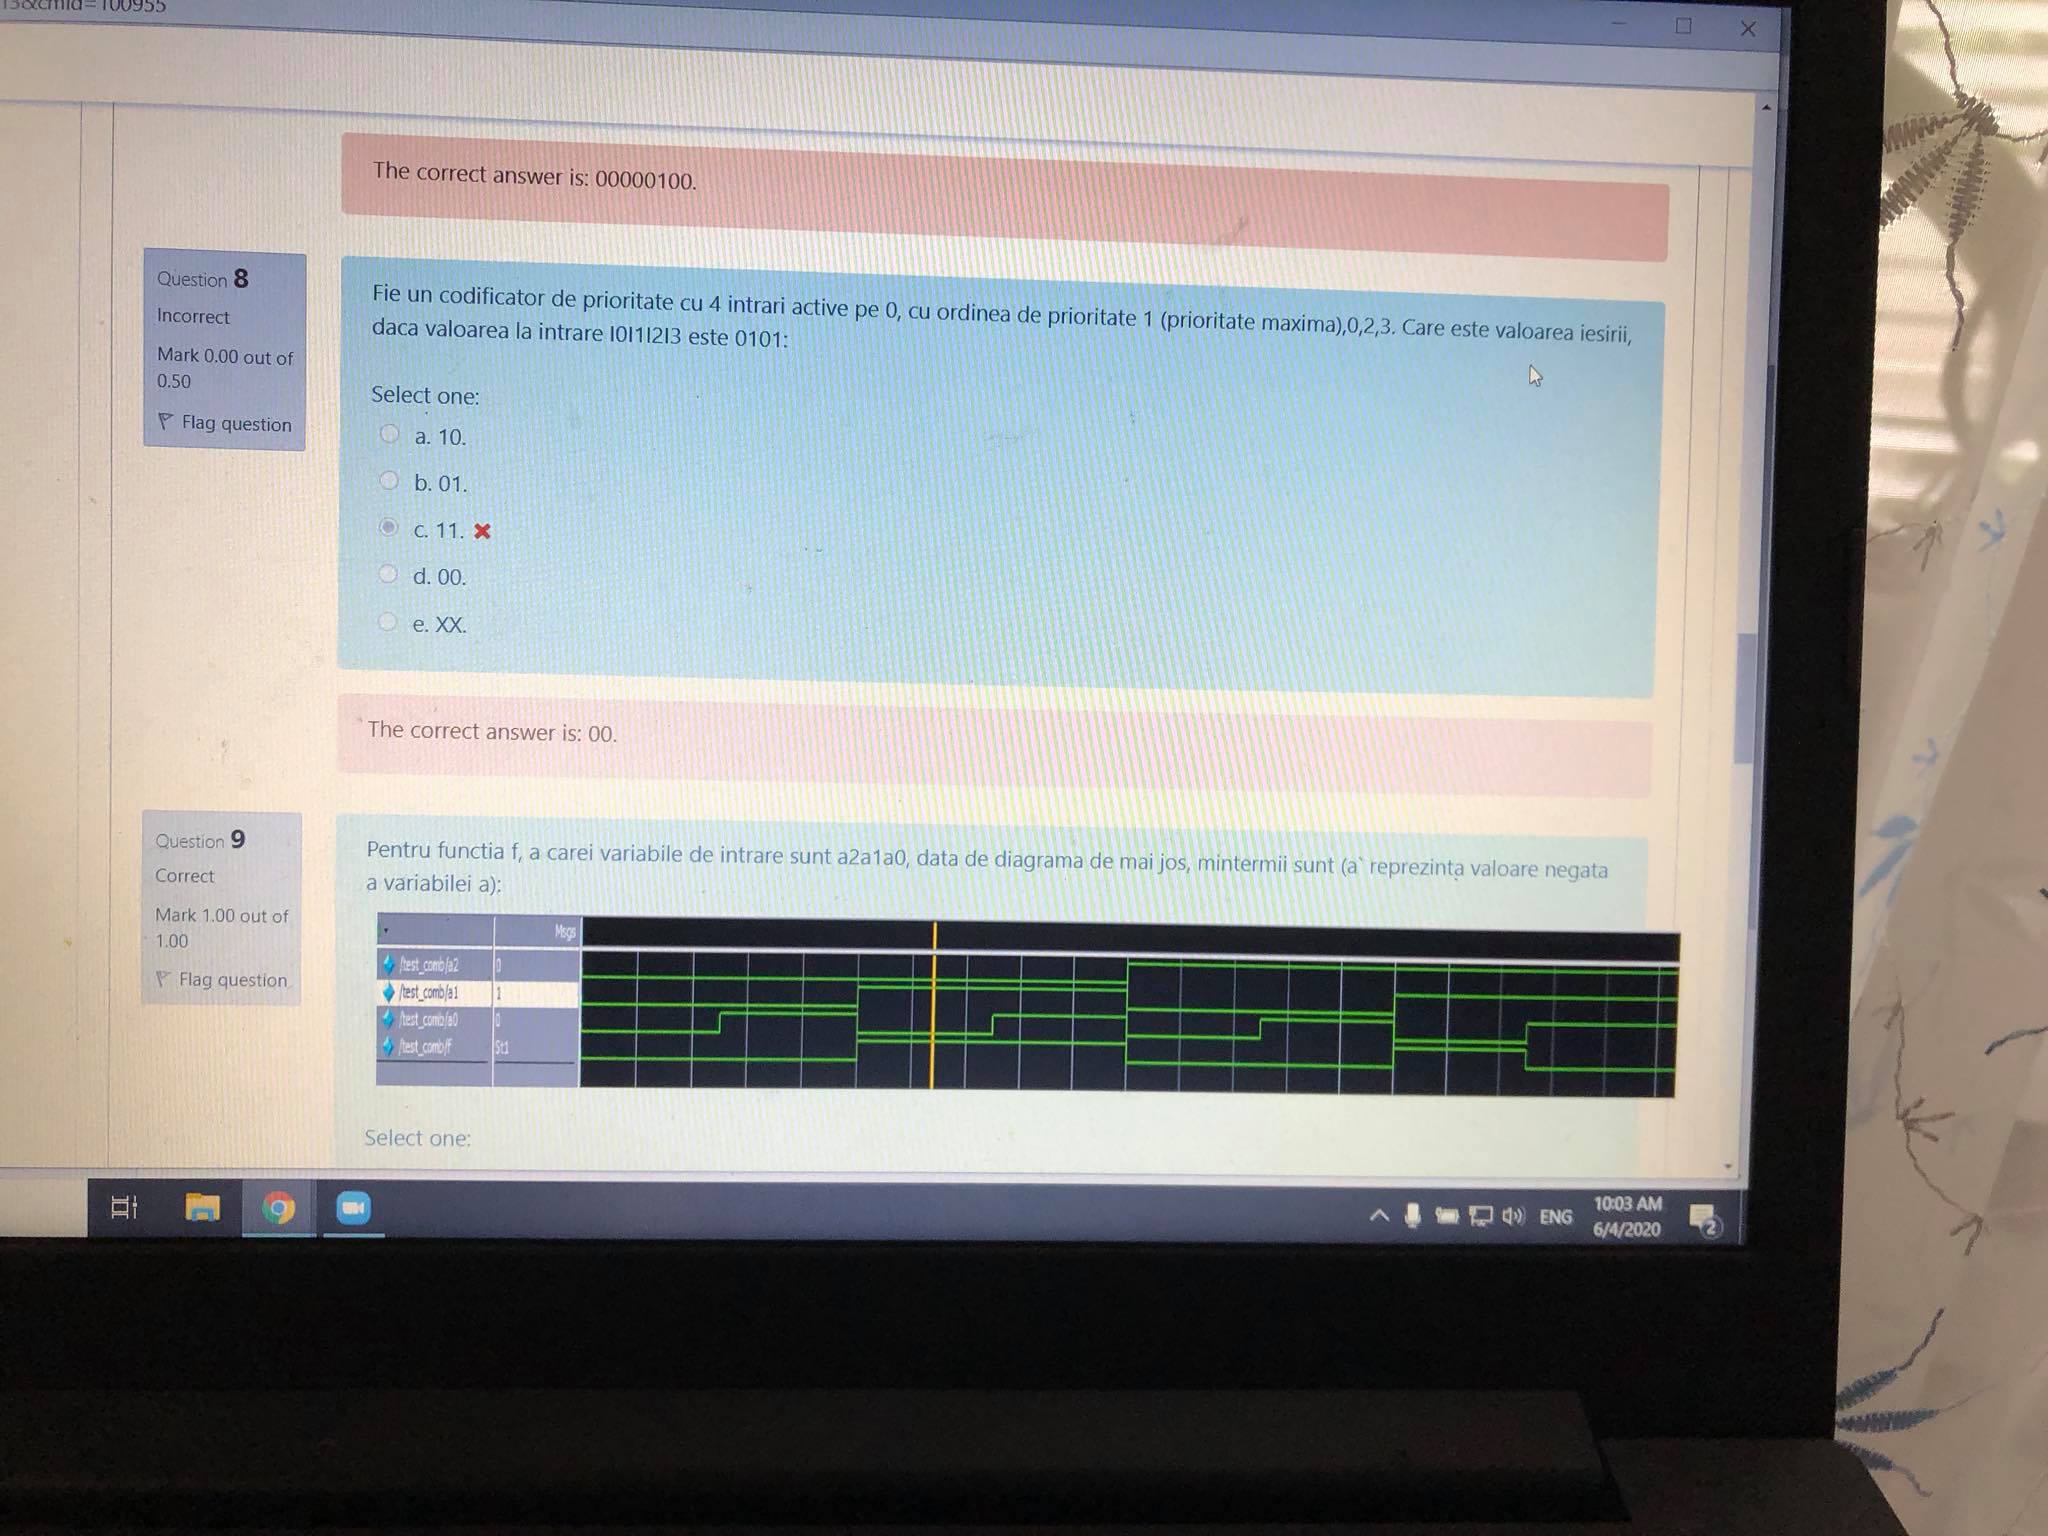 The correct answer is: 00000100.
Question 8
Incorrect
Mark 0.00 out of
0.50
Flag question
Fie un codificator de prioritate cu 4 intrari active pe 0, cu ordinea de prioritate 1 (prioritate maxima),0,2,3. Care este valoarea iesirii,
daca valoarea la intrare I0I1I2I3 este 0101:
Select one:
a. 10.
b. 01.
c. 11.
d. 00.
e. XX.
The correct answer is: 00.
Question 9
Correct
Mark 1.00 out of
1.00
Flag question
Pentru functia f, a carei variabile de intrare sunt a2a1a0, data de diagrama de mai jos, mintermii sunt (a` reprezinta valoare negata
a variabilei a):
Msgs
/test_comb/a2 0
/test_comb/a1 1
/test_comb/a0 0
/test_comb/f St1
Select one:
ENG
10:03 AM
6/4/2020
2